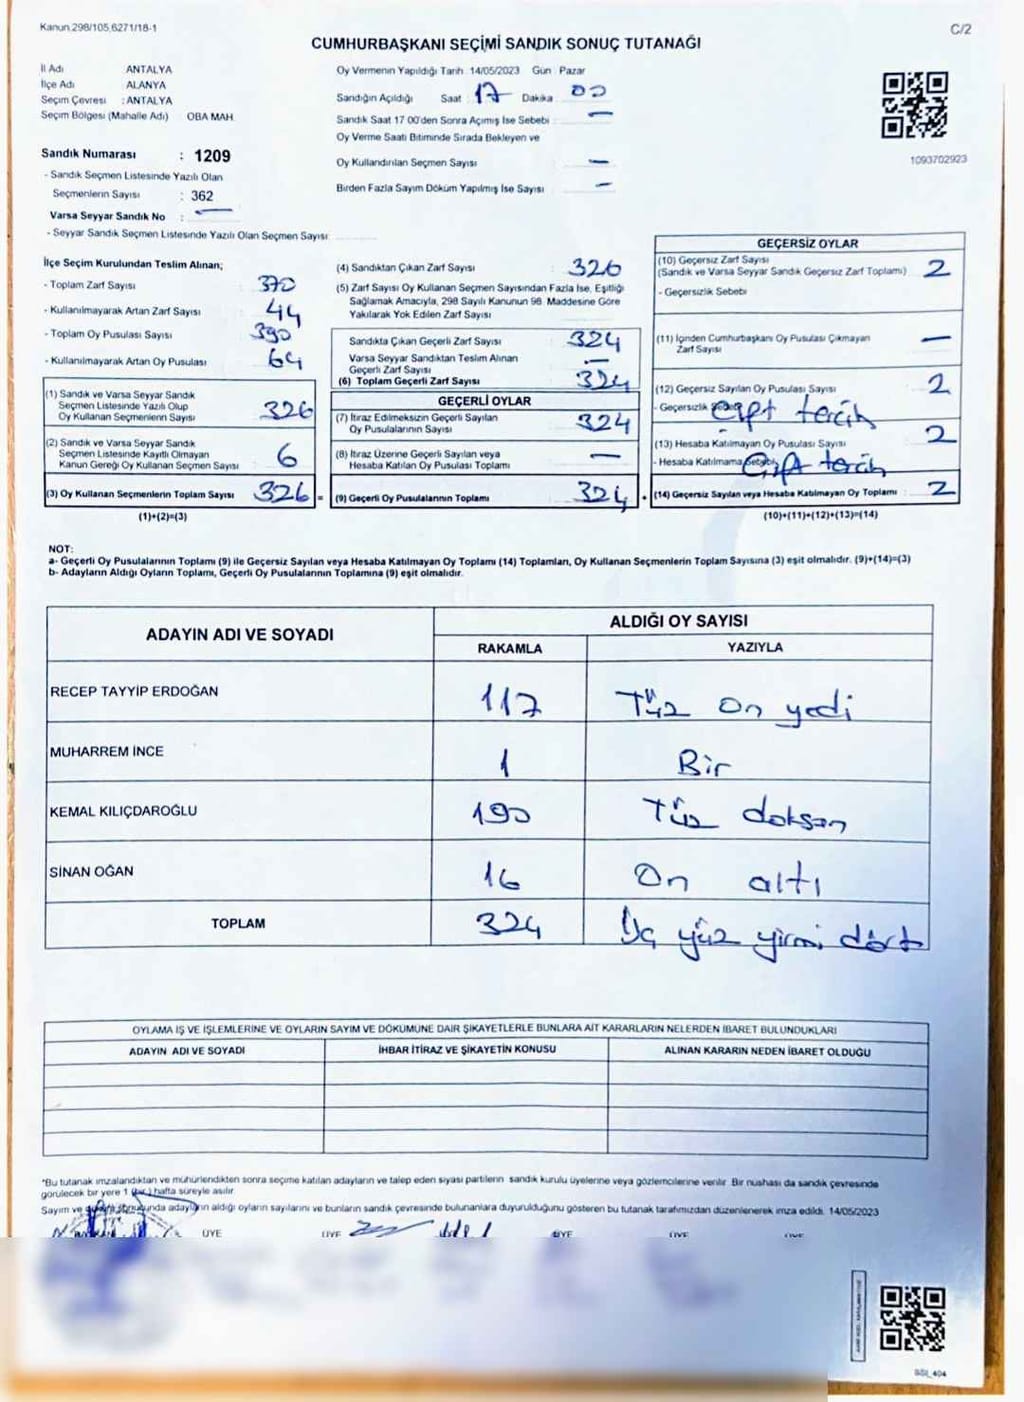 Kanun.298/105,6271/18-1
C/2
CUMHURBAŞKANI SEÇİMİ SANDIK SONUÇ TUTANAĞI
İl Adı ANTALYA
İlçe Adı : ALANYA
Seçim Çevresi : ANTALYA
Seçim Bölgesi (Mahalle Adı) OBA MAH.
Sandık Numarası : 1209
- Sandık Seçmen Listesinde Yazılı Olan
Seçmenlerin Sayısı : 362
Varsa Seyyar Sandık No : —
- Seyyar Sandık Seçmen Listesinde Yazılı Olan Seçmen Sayısı:
Oy Vermenin Yapıldığı Tarih 14/05/2023 Gün : Pazar
Sandığın Açıldığı Saat : 17 Dakika : 00
Sandık Saat 17.00'den Sonra Açımış İse Sebebi : —
Oy Verme Saati Bitiminde Sırada Bekleyen ve
Oy Kullandırılan Seçmen Sayısı —
Birden Fazla Sayım Döküm Yapılmış İse Sayısı —
1093702923
İlçe Seçim Kurulundan Teslim Alınan;
- Toplam Zarf Sayısı : 370
- Kullanılmayarak Artan Zarf Sayısı : 44
- Toplam Oy Pusulası Sayısı : 390
- Kullanılmayarak Artan Oy Pusulası : 64
(1) Sandık ve Varsa Seyyar Sandık
Seçmen Listesinde Yazılı Olup
Oy Kullanan Seçmenlerin Sayısı : 326
(2) Sandık ve Varsa Seyyar Sandık
Seçmen Listesinde Kayıtlı Olmayan
Kanun Gereği Oy Kullanan Seçmen Sayısı 6
(3) Oy Kullanan Seçmenlerin Toplam Sayısı 326 =
(1)+(2)=(3)
(4) Sandıktan Çıkan Zarf Sayısı : 326
(5) Zarf Sayısı Oy Kullanan Seçmen Sayısından Fazla İse, Eşitliği
Sağlamak Amacıyla, 298 Sayılı Kanunun 98. Maddesine Göre
Yakılarak Yok Edilen Zarf Sayısı
Sandıkta Çıkan Geçerli Zarf Sayısı : 324
Varsa Seyyar Sandıktan Teslim Alınan
Geçerli Zarf Sayısı —
(6) Toplam Geçerli Zarf Sayısı 324
GEÇERLİ OYLAR
(7) İtiraz Edilmeksizin Geçerli Sayılan
Oy Pusulalarının Sayısı 324
(8) İtiraz Üzerine Geçerli Sayılan veya
Hesaba Katılan Oy Pusulası Toplamı —
(9) Geçerli Oy Pusulalarının Toplamı 324 +
GEÇERSİZ OYLAR
(10) Geçersiz Zarf Sayısı
(Sandık ve Varsa Seyyar Sandık Geçersiz Zarf Toplamı) 2
- Geçersizlik Sebebi
(11) İçinden Cumhurbaşkanı Oy Pusulası Çıkmayan
Zarf Sayısı —
(12) Geçersiz Sayılan Oy Pusulası Sayısı 2
- Geçersizlik Sebebi Çift tercih
(13) Hesaba Katılmayan Oy Pusulası Sayısı 2
- Hesaba Katılmama Sebebi Çift tercih
(14) Geçersiz Sayılan veya Hesaba Katılmayan Oy Toplamı : 2
(10)+(11)+(12)+(13)=(14)
NOT:
a- Geçerli Oy Pusulalarının Toplamı (9) ile Geçersiz Sayılan veya Hesaba Katılmayan Oy Toplamı (14) Toplamları, Oy Kullanan Seçmenlerin Toplam Sayısına (3) eşit olmalıdır. (9)+(14)=(3)
b- Adayların Aldığı Oyların Toplamı, Geçerli Oy Pusulalarının Toplamına (9) eşit olmalıdır.
ADAYIN ADI VE SOYADI
ALDIĞI OY SAYISI
RAKAMLA YAZIYLA
RECEP TAYYİP ERDOĞAN 117 Yüz on yedi
MUHARREM İNCE 1 Bir
KEMAL KILIÇDAROĞLU 190 Yüz doksan
SİNAN OĞAN 16 On altı
TOPLAM 324 Üç yüz yirmi dört
OYLAMA İŞ VE İŞLEMLERİNE VE OYLARIN SAYIM VE DÖKÜMÜNE DAİR ŞİKAYETLERLE BUNLARA AİT KARARLARIN NELERDEN İBARET BULUNDUKLARI
ADAYIN ADI VE SOYADI İHBAR İTİRAZ VE ŞİKAYETİN KONUSU ALINAN KARARIN NEDEN İBARET OLDUĞU
*Bu tutanak imzalandıktan ve mühürlendikten sonra seçime katılan adayların ve talep eden siyasi partilerin sandık kurulu üyelerine veya gözlemcilerine verilir. Bir nüshası da sandık çevresinde
görülecek bir yere 1 (bir) hafta süreyle asılır.
Sayım ve adayların aldığı oyların sayılarını ve bunların sandık çevresinde bulunanlara duyurulduğunu gösteren bu tutanak tarafımızdan düzenlenerek imza edildi. 14/05/2023
ÜYE ÜYE ÜYE ÜYE ÜYE
SSI_404